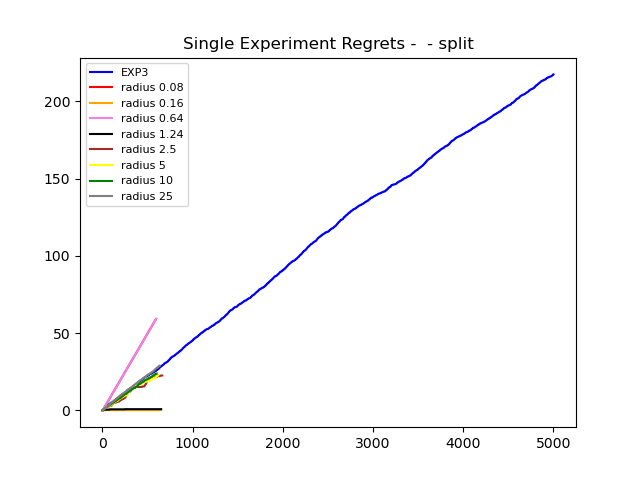 Single Experiment Regrets -  - split
EXP3
radius 0.08
radius 0.16
radius 0.64
radius 1.24
radius 2.5
radius 5
radius 10
radius 25
200
150
100
50
0
0 1000 2000 3000 4000 5000